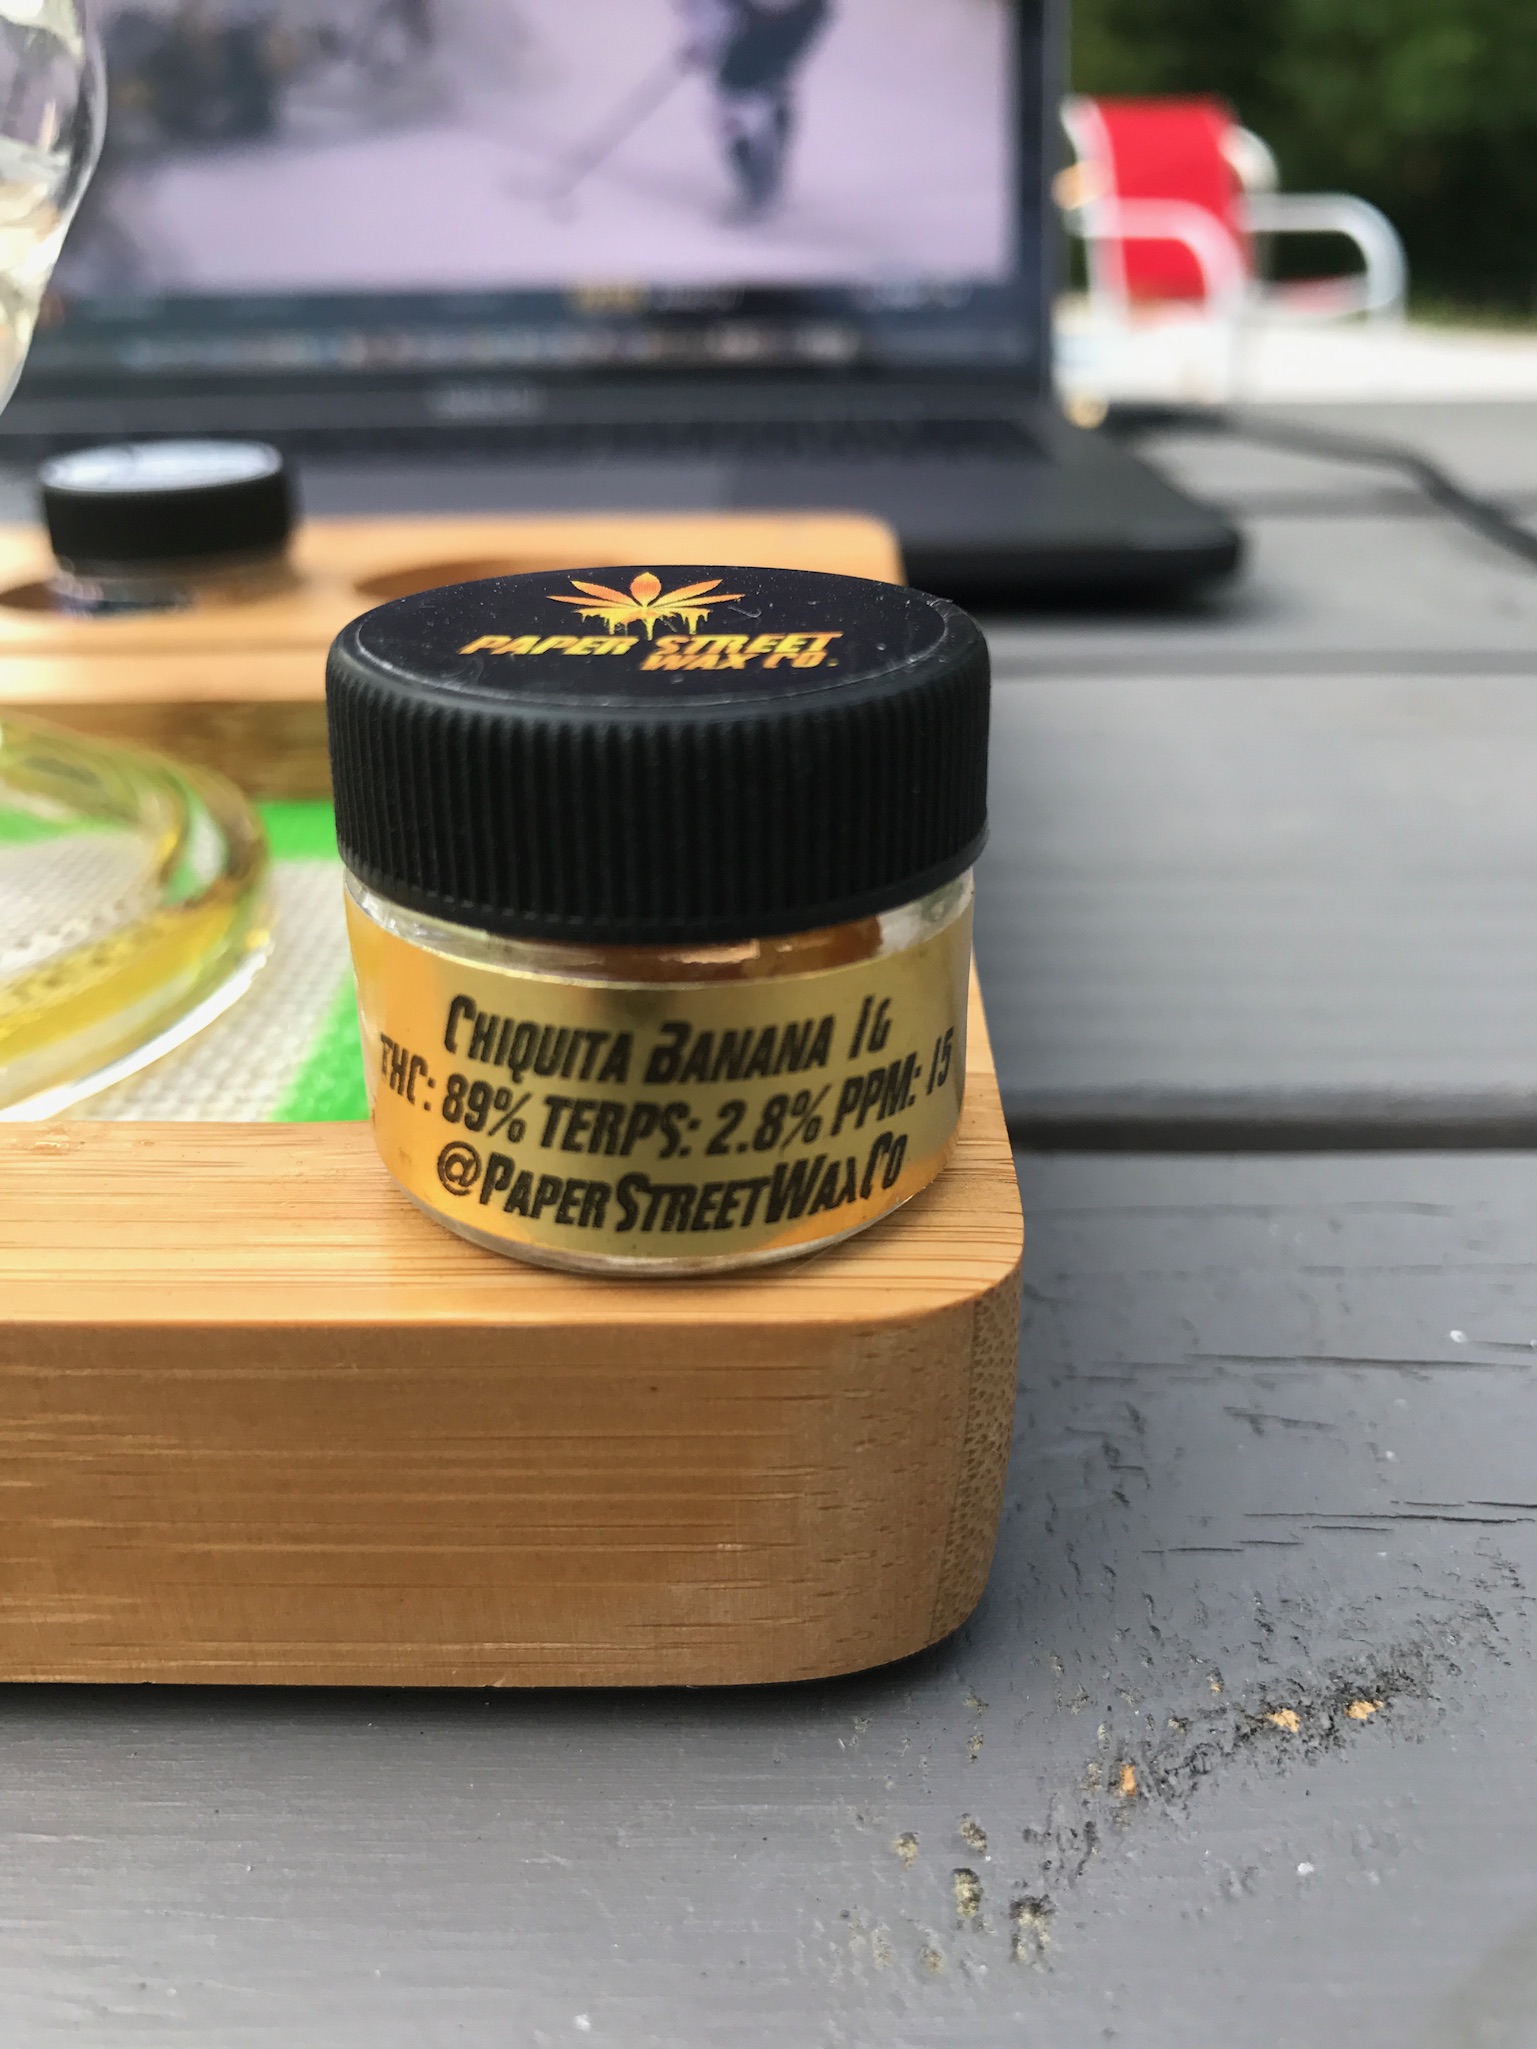 PAPER STREET
WAX CO.
CHIQUITA BANANA 1G
THC: 89% TERPS: 2.8% PPM: 15
@PAPERSTREETWAXCO